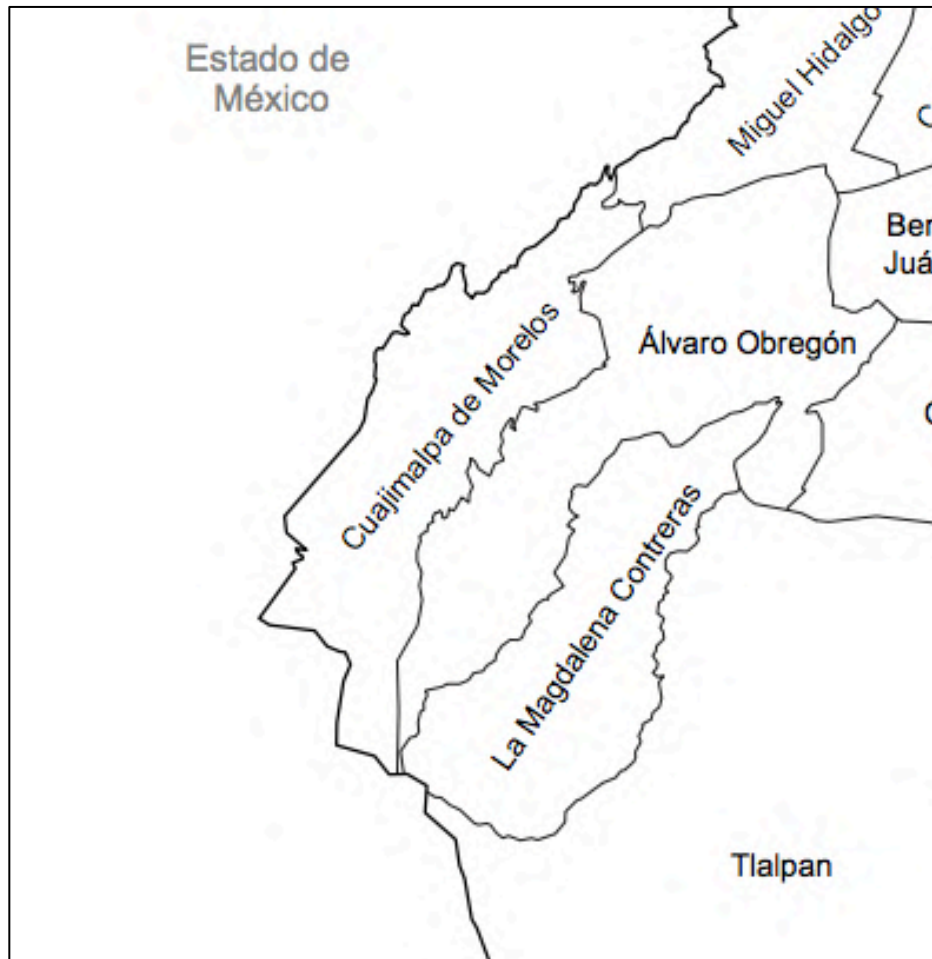 Estado de
México
Miguel Hidalgo
Álvaro Obregón
Cuajimalpa de Morelos
La Magdalena Contreras
Tlalpan